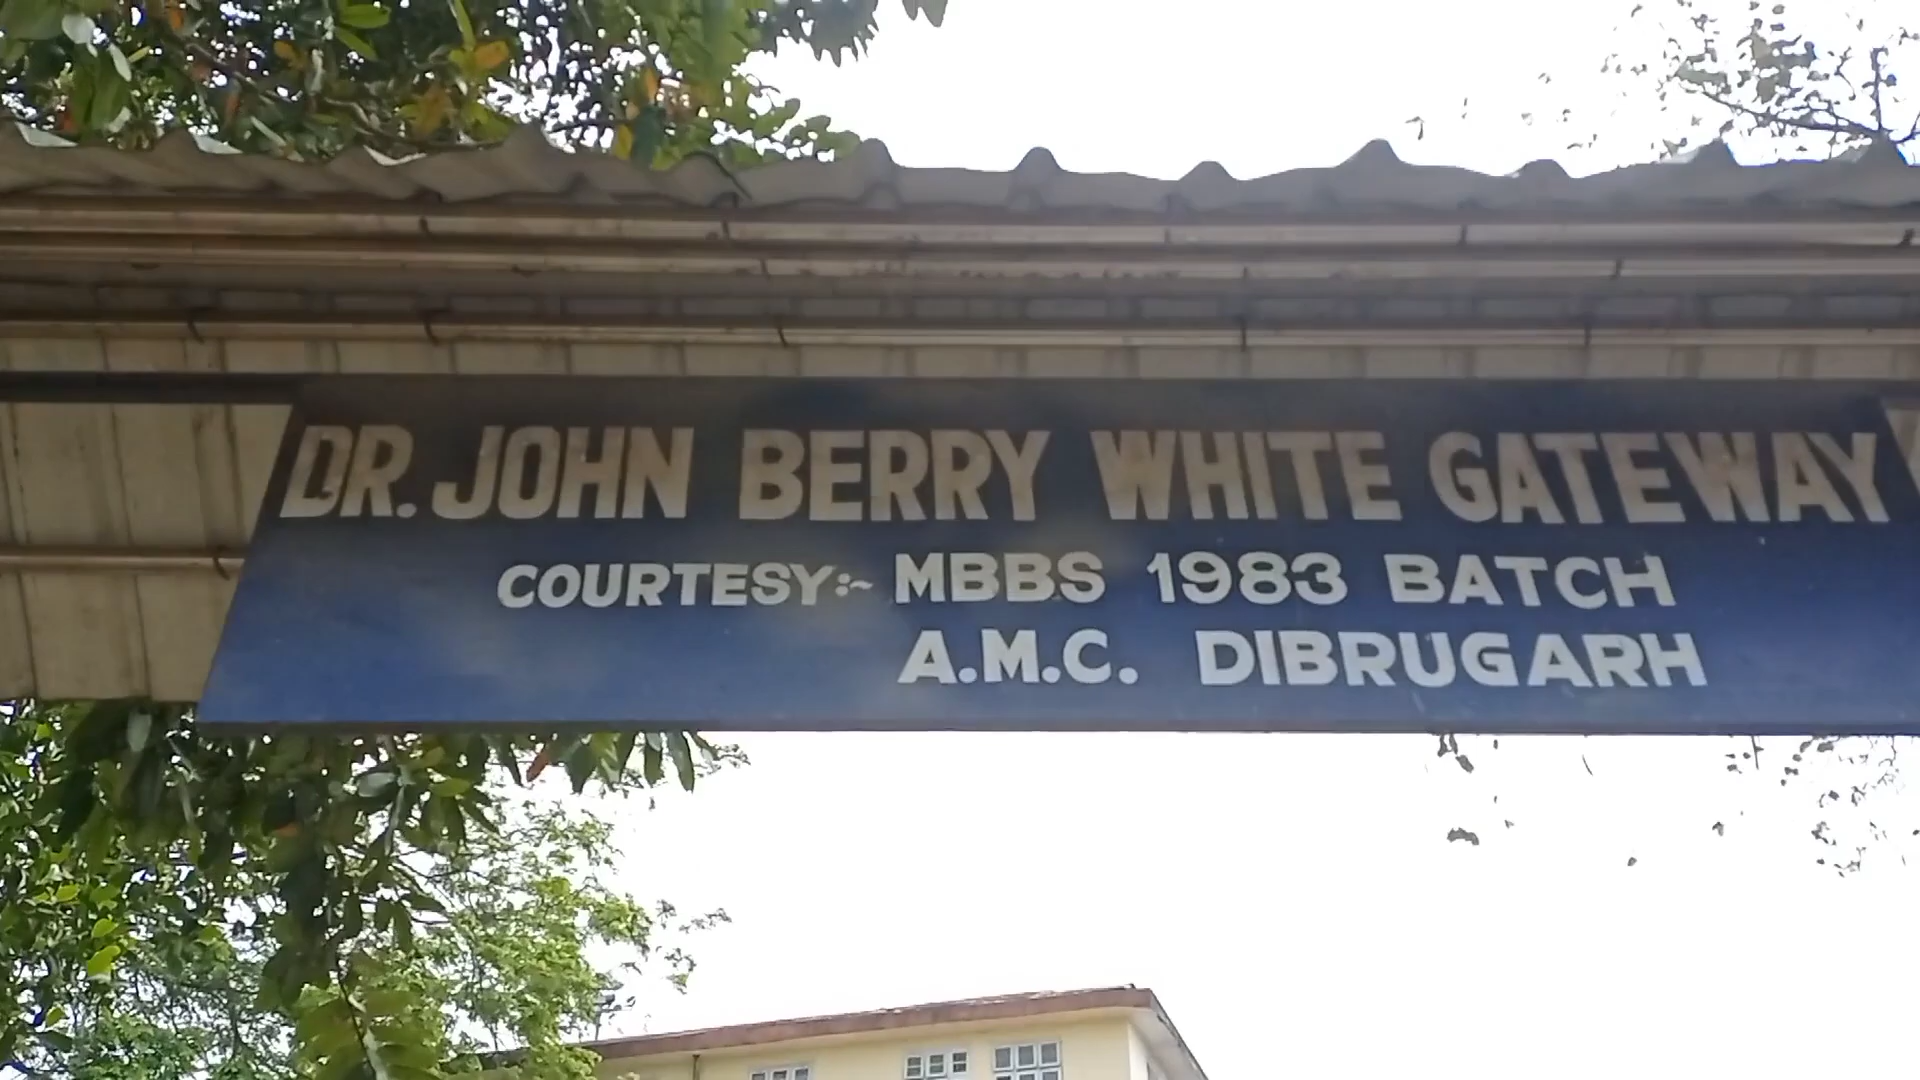 DR. JOHN BERRY WHITE GATEWAY
COURTESY:~ MBBS 1983 BATCH
A.M.C. DIBRUGARH